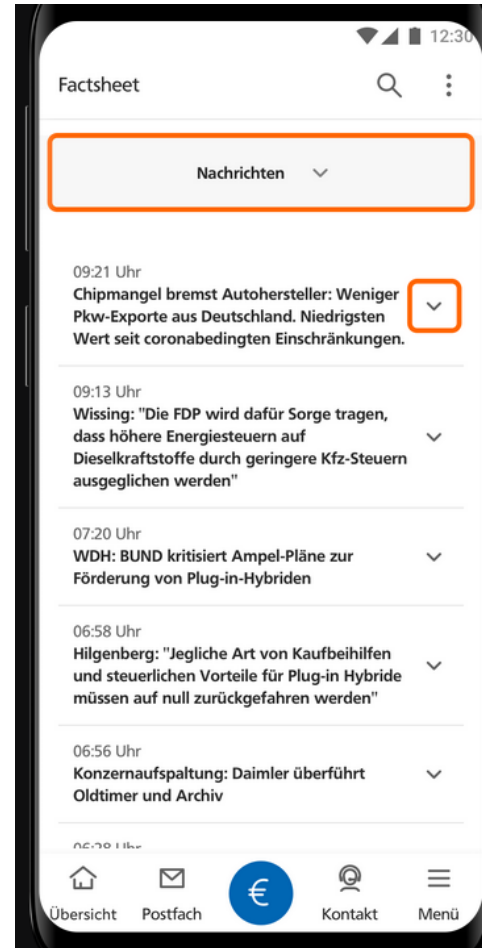 12:30
Factsheet
Nachrichten
09:21 Uhr
Chipmangel bremst Autohersteller: Weniger
Pkw-Exporte aus Deutschland. Niedrigsten
Wert seit coronabedingten Einschränkungen.
09:13 Uhr
Wissing: "Die FDP wird dafür Sorge tragen,
dass höhere Energiesteuern auf
Dieselkraftstoffe durch geringere Kfz-Steuern
ausgeglichen werden"
07:20 Uhr
WDH: BUND kritisiert Ampel-Pläne zur
Förderung von Plug-in-Hybriden
06:58 Uhr
Hilgenberg: "Jegliche Art von Kaufbeihilfen
und steuerlichen Vorteile für Plug-in Hybride
müssen auf null zurückgefahren werden"
06:56 Uhr
Konzernaufspaltung: Daimler überführt
Oldtimer und Archiv
06:28 Uhr
€
Übersicht Postfach Kontakt Menü